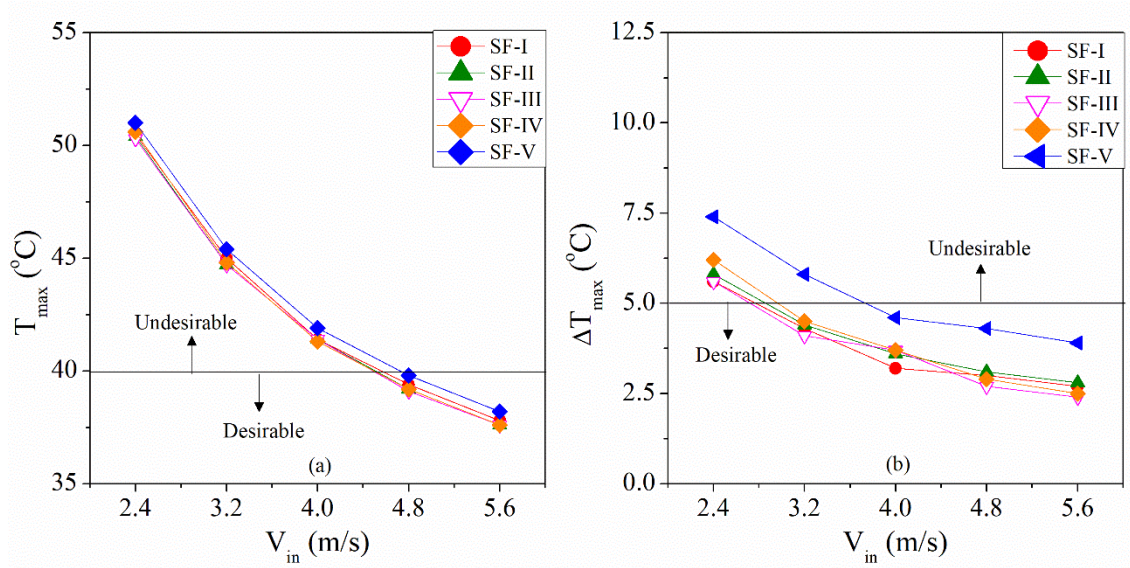 55
50
45
40
35
T_max (°C)
SF-I
SF-II
SF-III
SF-IV
SF-V
Undesirable
Desirable
(a)
2.4 3.2 4.0 4.8 5.6
V_in (m/s)
12.5
10.0
7.5
5.0
2.5
0.0
ΔT_max (°C)
SF-I
SF-II
SF-III
SF-IV
SF-V
Undesirable
Desirable
(b)
2.4 3.2 4.0 4.8 5.6
V_in (m/s)